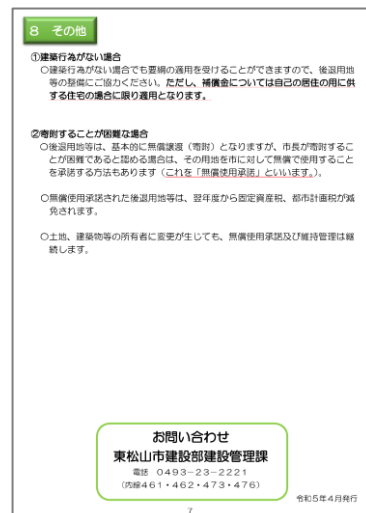 8 その他
①建築行為がない場合
○建築行為がない場合でも要綱の適用を受けることができますので、後退用地
等の整備にご協力ください。ただし、補償金については自己の居住の用に供
する住宅の場合に限り適用となります。
②寄附することが困難な場合
○後退用地等は、基本的に無償譲渡（寄附）となりますが、市長が寄附するこ
とが困難であると認める場合は、その用地を市に対して無償で使用すること
を承諾する方法もあります（これを「無償使用承諾」といいます。）。
○無償使用承諾された後退用地等は、翌年度から固定資産税、都市計画税が減
免されます。
○土地、建築物等の所有者に変更が生じても、無償使用承諾及び維持管理は継
続します。
お問い合わせ
東松山市建設部建設管理課
電話 0493－23－2221
（内線461・462・473・476）
令和5年4月発行
7